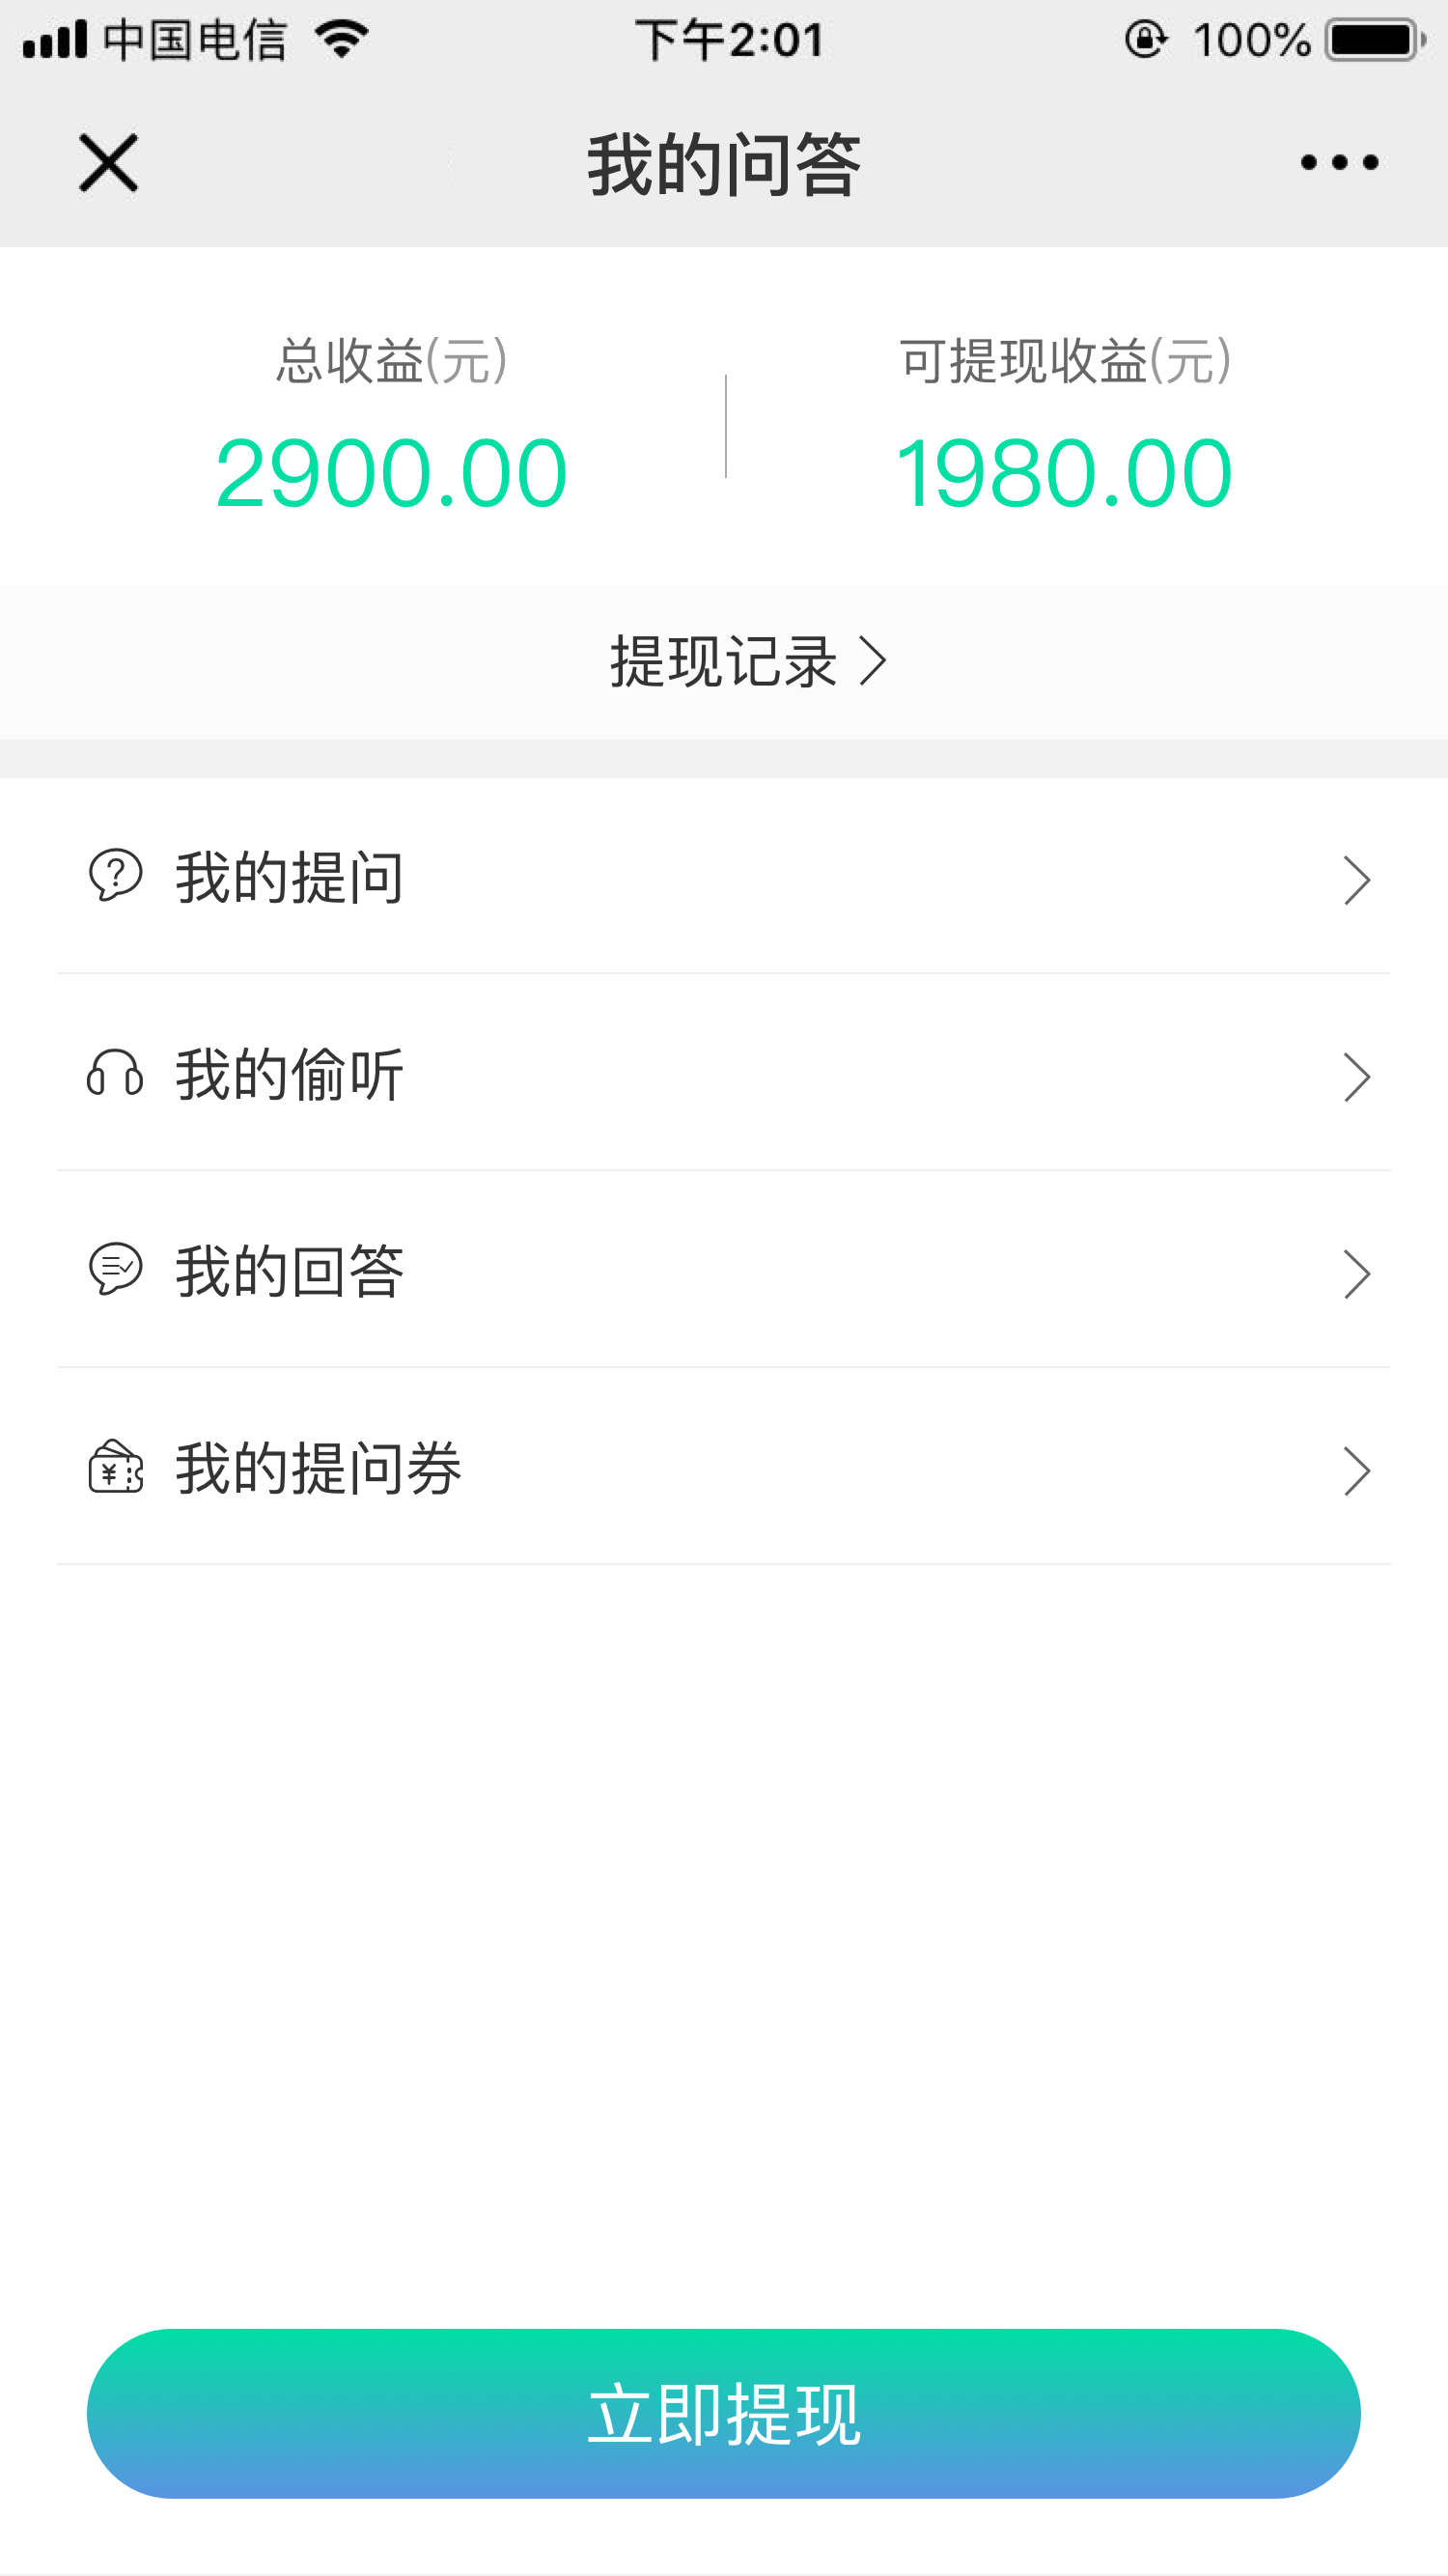 中国电信 下午2:01 100%
我的问答
总收益(元) 可提现收益(元)
2900.00 1980.00
提现记录
我的提问
我的偷听
我的回答
我的提问券
立即提现